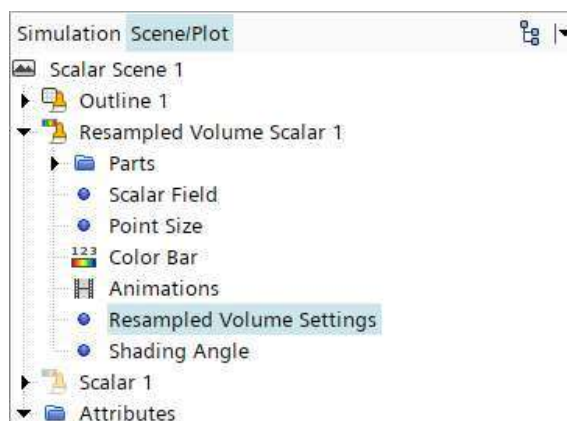 Simulation Scene/Plot
Scalar Scene 1
Outline 1
Resampled Volume Scalar 1
Parts
Scalar Field
Point Size
123
Color Bar
Animations
Resampled Volume Settings
Shading Angle
Scalar 1
Attributes